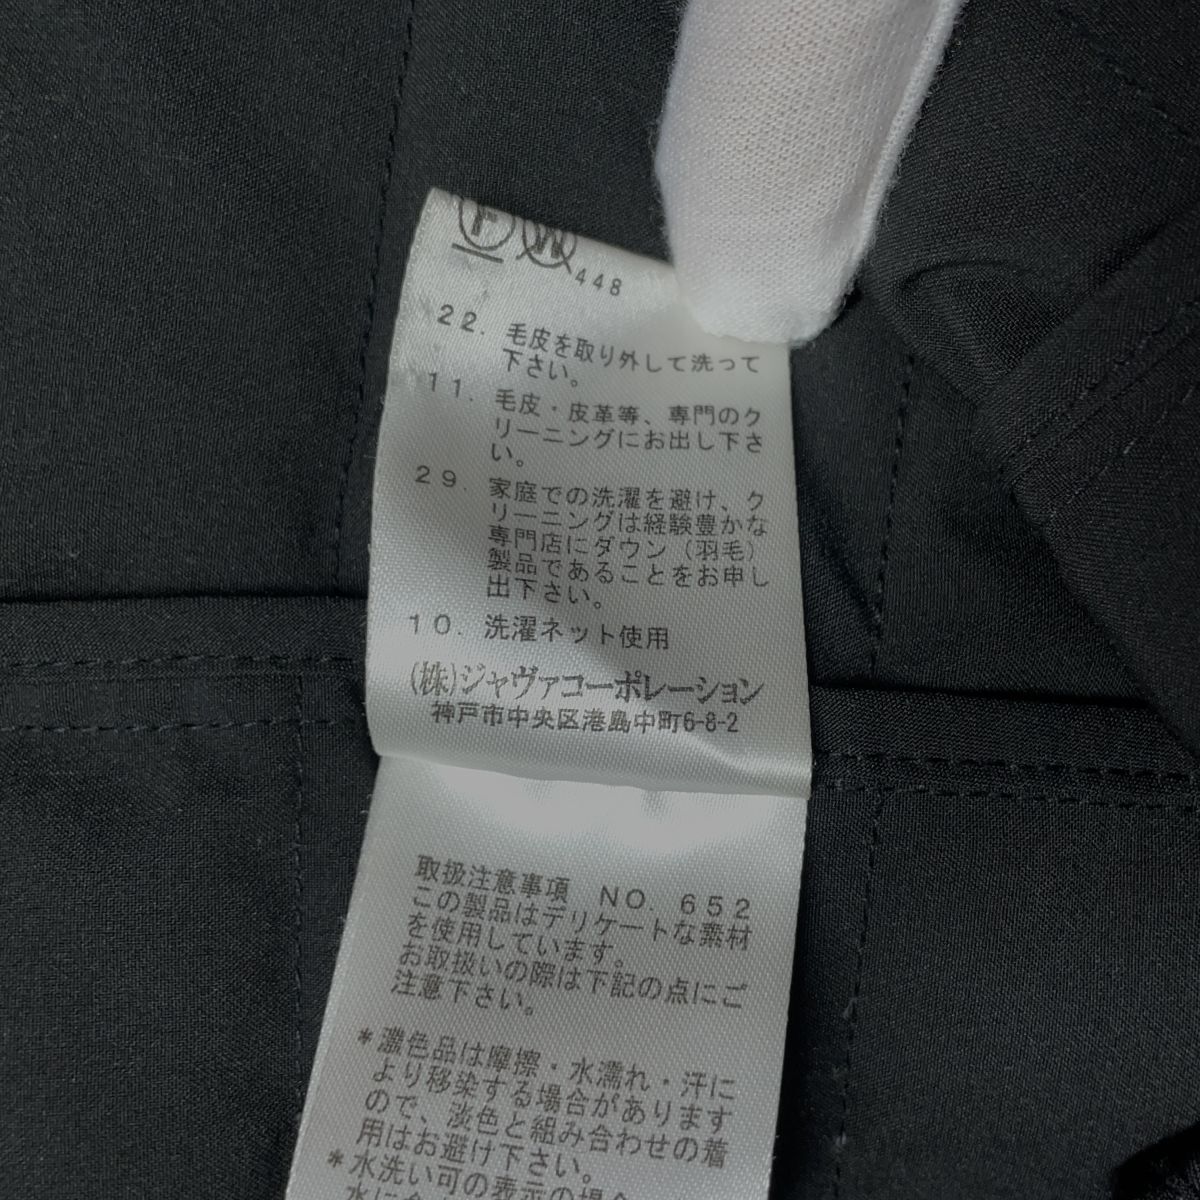 F W 448
22. 毛皮を取り外して洗って
下さい。
11. 毛皮・皮革等、専門のク
リーニングにお出し下さ
い。
29. 家庭での洗濯を避け、ク
リーニングは経験豊かな
専門店にダウン(羽毛)
製品であることをお申し
出下さい。
10. 洗濯ネット使用
(株)ジャヴァコーポレーション
神戸市中央区港島中町6-8-2
取扱注意事項 NO. 652
この製品はデリケートな素材
を使用しています。
お取扱いの際は下記の点にご
注意下さい。
*濃色品は摩擦・水濡れ・汗に
より移染する場合があります
ので、淡色と組み合わせの着
用はお避け下さい。
*水洗い可の表示の場合